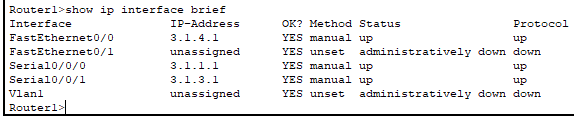 Router1>show ip interface brief
Interface              IP-Address      OK? Method Status                Protocol
FastEthernet0/0        3.1.4.1         YES manual up                    up
FastEthernet0/1        unassigned      YES unset  administratively down down
Serial0/0/0            3.1.1.1         YES manual up                    up
Serial0/0/1            3.1.3.1         YES manual up                    up
Vlan1                  unassigned      YES unset  administratively down down
Router1>